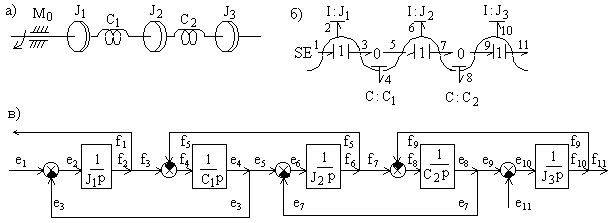 а) M₀ J₁ C₁ J₂ C₂ J₃
б) I:J₁ I:J₂ I:J₃
2 6 10
SE 1 1 3 0 5 1 7 0 9 1 11
4 8
C:C₁ C:C₂
в) f₁ f₅ f₅ f₉ f₉
e₁ e₂ 1/J₁p f₂ f₃ f₄ 1/C₁p e₄ e₅ e₆ 1/J₂p f₆ f₇ f₈ 1/C₂p e₈ e₉ e₁₀ 1/J₃p f₁₀ f₁₁
e₃ e₃ e₇ e₇ e₁₁